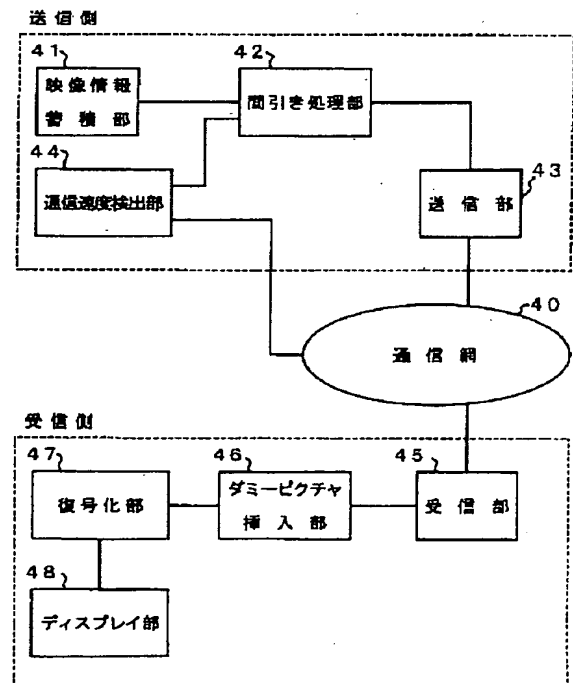 送信側
41
映像情報
蓄積部
42
間引き処理部
44
通信速度検出部
43
送信部
40
通信網
受信側
47
復号化部
46
ダミーピクチャ
挿入部
45
受信部
48
ディスプレイ部